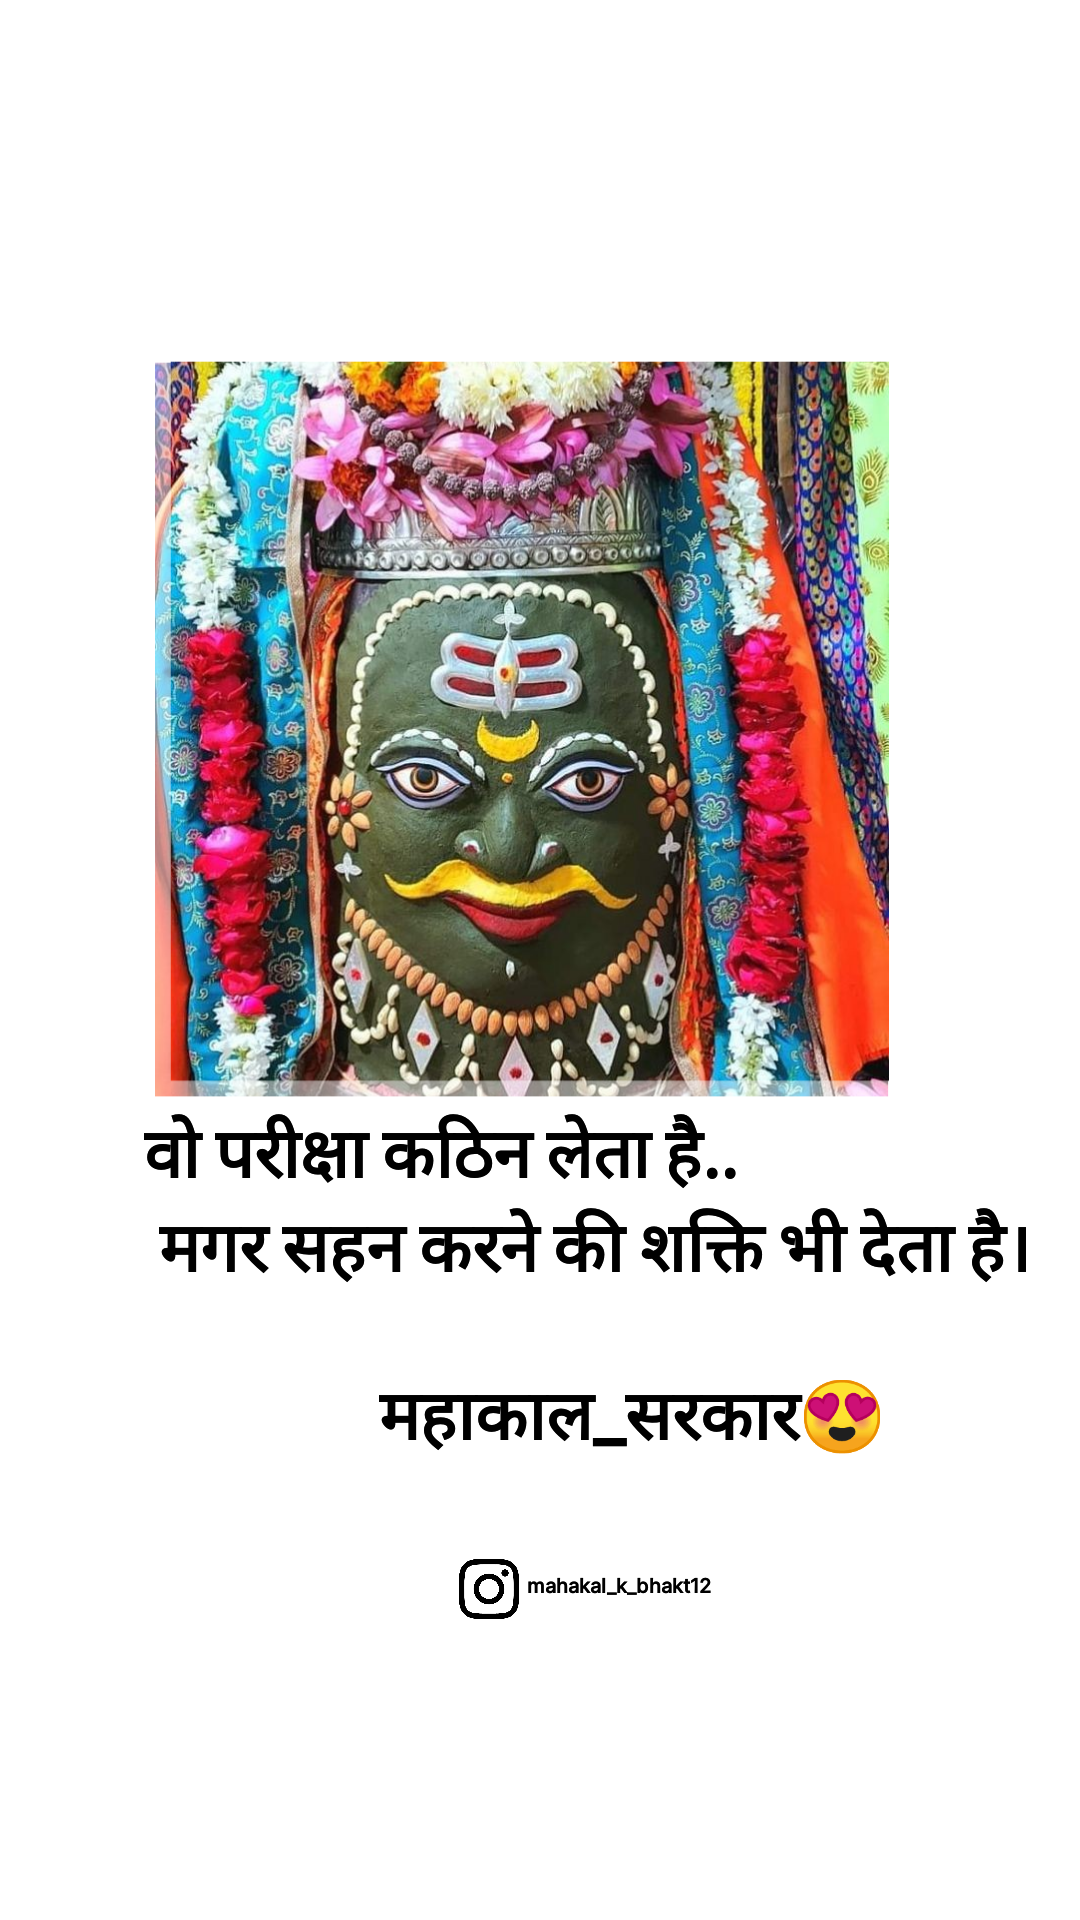 वो परीक्षा कठिन लेता है..
मगर सहन करने की शक्ति भी देता है।
महाकाल_सरकार😍
mahakal_k_bhakt12